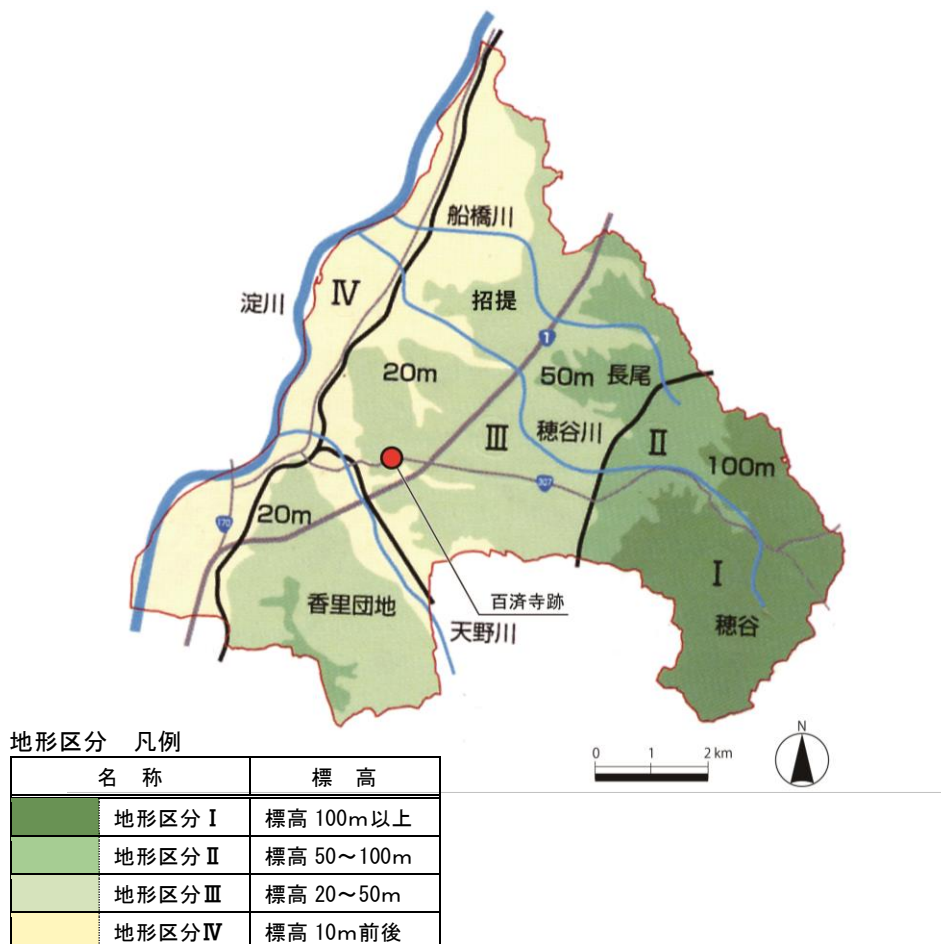 船橋川
淀川
Ⅳ
招提
1
20m
50m
長尾
Ⅲ
穂谷川
Ⅱ
100m
307
20m
170
Ⅰ
香里団地
百済寺跡
穂谷
天野川
地形区分 凡例
0 1 2 km
N
名 称 標 高
地形区分Ⅰ 標高 100m以上
地形区分Ⅱ 標高 50～100m
地形区分Ⅲ 標高 20～50m
地形区分Ⅳ 標高 10m前後